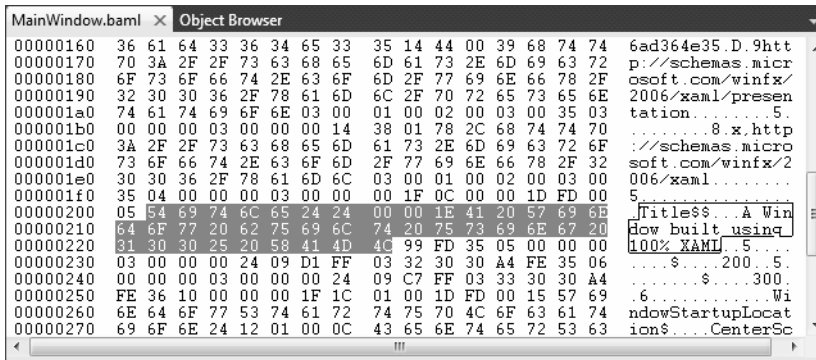 MainWindow.baml × Object Browser
00000160 36 61 64 33 36 34 65 33 35 14 44 00 39 68 74 74 6ad364e35.D.9htt
00000170 70 3A 2F 2F 73 63 68 65 6D 61 73 2E 6D 69 63 72 p://schemas.micr
00000180 6F 73 6F 66 74 2E 63 6F 6D 2F 77 69 6E 66 78 2F osoft.com/winfx/
00000190 32 30 30 36 2F 78 61 6D 6C 2F 70 72 65 73 65 6E 2006/xaml/presen
000001a0 74 61 74 69 6F 6E 03 00 01 00 02 00 03 00 35 03 tation........5.
000001b0 00 00 00 03 00 00 00 14 38 01 78 2C 68 74 74 70 ........8.x,http
000001c0 3A 2F 2F 73 63 68 65 6D 61 73 2E 6D 69 63 72 6F ://schemas.micro
000001d0 73 6F 66 74 2E 63 6F 6D 2F 77 69 6E 66 78 2F 32 soft.com/winfx/2
000001e0 30 30 36 2F 78 61 6D 6C 03 00 01 00 02 00 03 00 006/xaml........
000001f0 35 04 00 00 00 03 00 00 00 1F 0C 00 00 1D FD 00 5...............
00000200 05 54 69 74 6C 65 24 24 00 00 1E 41 20 57 69 6E .Title$$...A Win
00000210 64 6F 77 20 62 75 69 6C 74 20 75 73 69 6E 67 20 dow built using
00000220 31 30 30 25 20 58 41 4D 4C 99 FD 35 05 00 00 00 100% XAML..5....
00000230 03 00 00 00 24 09 D1 FF 03 32 30 30 A4 FE 35 06 ....$....200..5.
00000240 00 00 00 03 00 00 00 24 09 C7 FF 03 33 30 30 A4 .......$....300.
00000250 FE 36 10 00 00 00 1F 1C 01 00 1D FD 00 15 57 69 .6............Wi
00000260 6E 64 6F 77 53 74 61 72 74 75 70 4C 6F 63 61 74 ndowStartupLocat
00000270 69 6F 6E 24 12 01 00 0C 43 65 6E 74 65 72 53 63 ion$....CenterSc